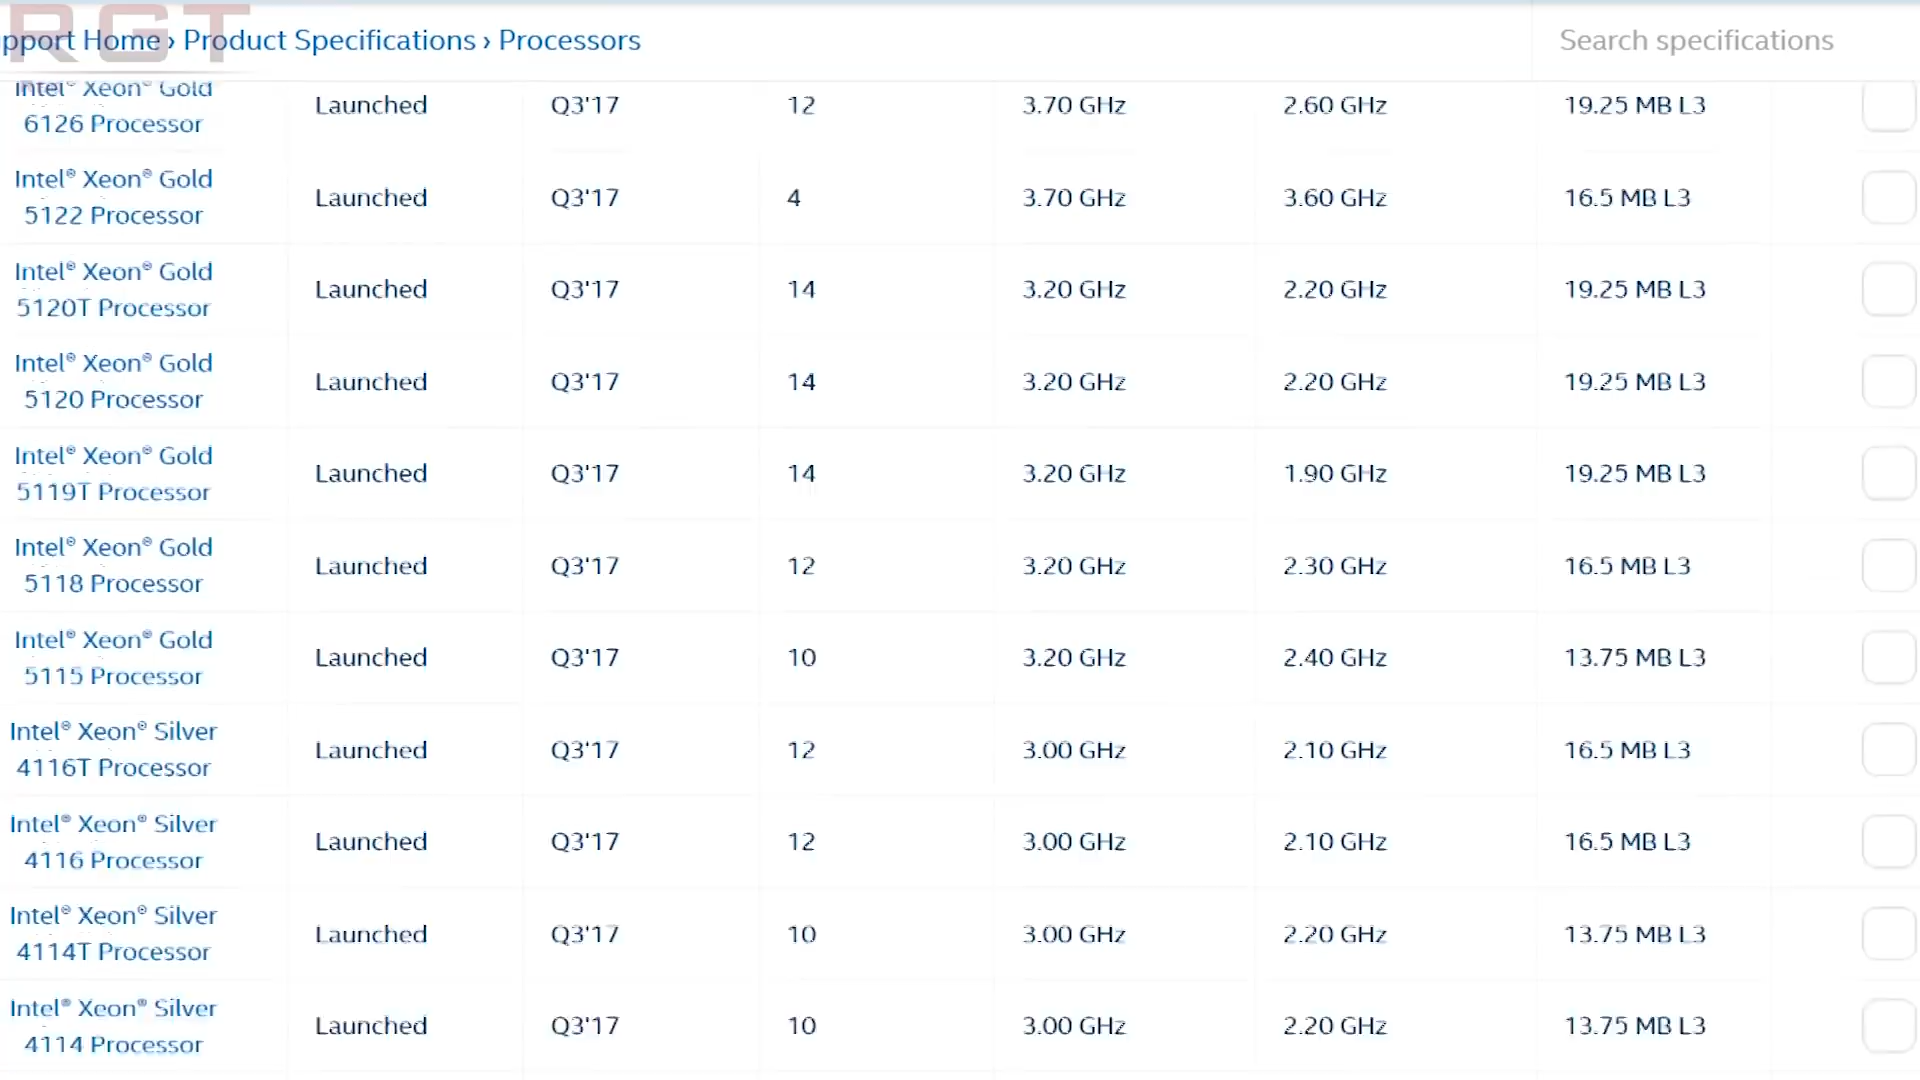 RGT
pport Home › Product Specifications › Processors
Search specifications
Intel® Xeon® Gold
6126 Processor
Launched
Q3'17
12
3.70 GHz
2.60 GHz
19.25 MB L3
Intel® Xeon® Gold
5122 Processor
Launched
Q3'17
4
3.70 GHz
3.60 GHz
16.5 MB L3
Intel® Xeon® Gold
5120T Processor
Launched
Q3'17
14
3.20 GHz
2.20 GHz
19.25 MB L3
Intel® Xeon® Gold
5120 Processor
Launched
Q3'17
14
3.20 GHz
2.20 GHz
19.25 MB L3
Intel® Xeon® Gold
5119T Processor
Launched
Q3'17
14
3.20 GHz
1.90 GHz
19.25 MB L3
Intel® Xeon® Gold
5118 Processor
Launched
Q3'17
12
3.20 GHz
2.30 GHz
16.5 MB L3
Intel® Xeon® Gold
5115 Processor
Launched
Q3'17
10
3.20 GHz
2.40 GHz
13.75 MB L3
Intel® Xeon® Silver
4116T Processor
Launched
Q3'17
12
3.00 GHz
2.10 GHz
16.5 MB L3
Intel® Xeon® Silver
4116 Processor
Launched
Q3'17
12
3.00 GHz
2.10 GHz
16.5 MB L3
Intel® Xeon® Silver
4114T Processor
Launched
Q3'17
10
3.00 GHz
2.20 GHz
13.75 MB L3
Intel® Xeon® Silver
4114 Processor
Launched
Q3'17
10
3.00 GHz
2.20 GHz
13.75 MB L3